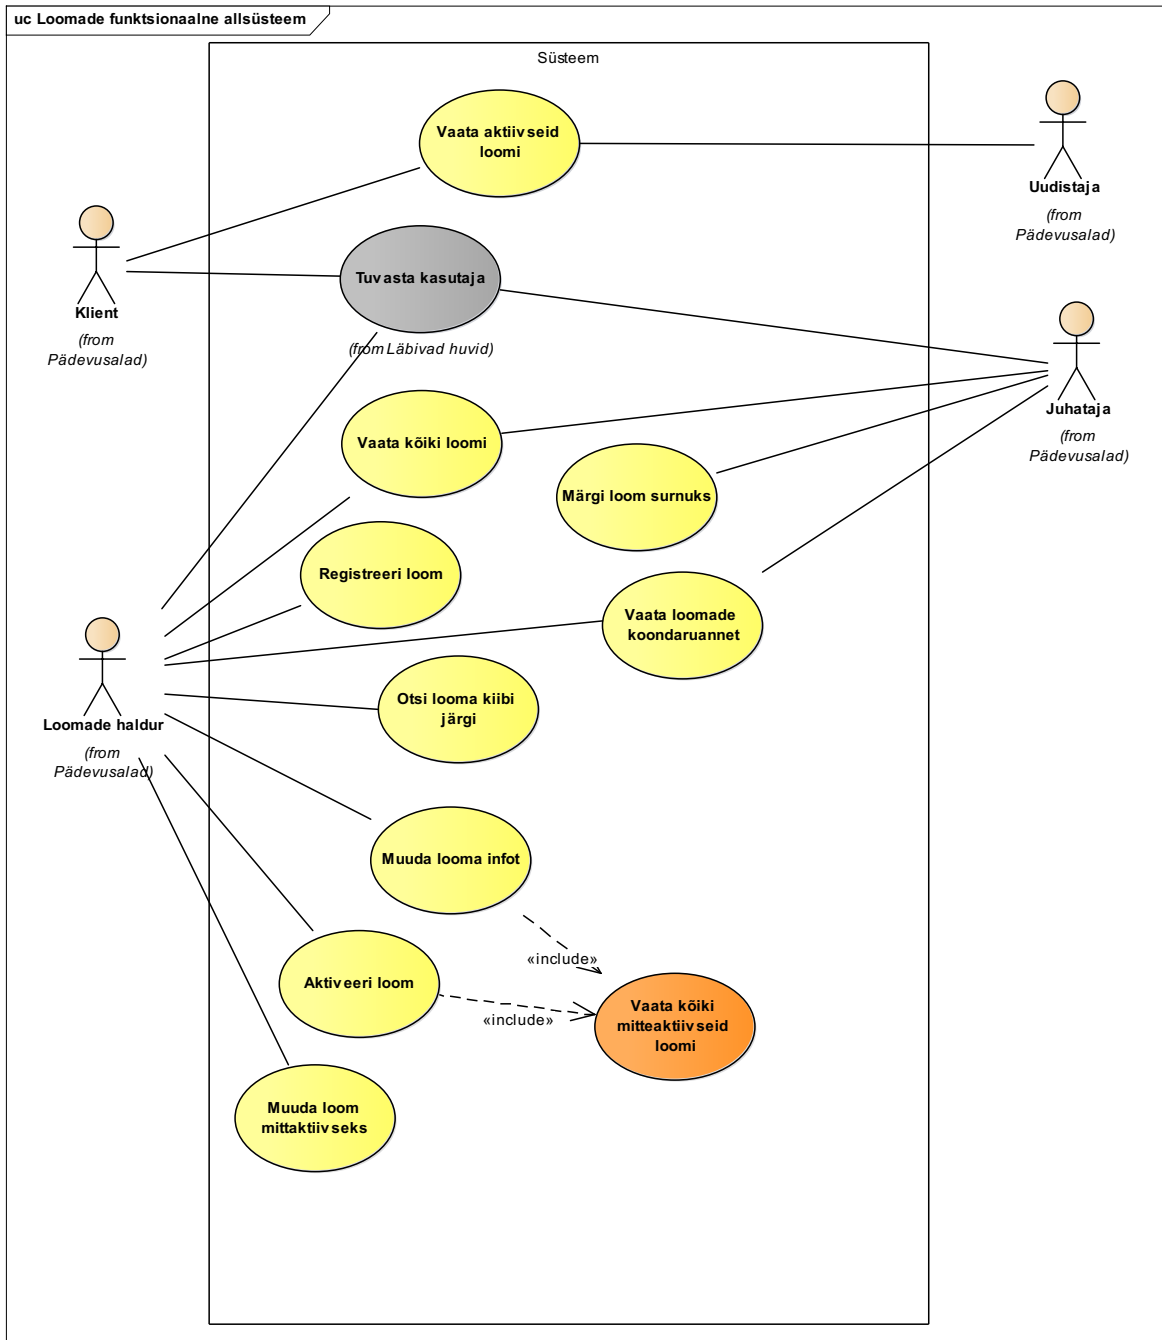 uc Loomade funktsionaalne allsüsteem
Süsteem
Vaata aktiivseid
loomi
Uudistaja
(from
Pädevusalad)
Klient
(from
Pädevusalad)
Tuvasta kasutaja
(from Läbivad huvid)
Juhataja
(from
Pädevusalad)
Vaata kõiki loomi
Märgi loom surnuks
Registreeri loom
Vaata loomade
koondaruannet
Loomade haldur
(from
Pädevusalad)
Otsi looma kiibi
järgi
Muuda looma infot
«include»
Aktiveeri loom
«include»
Vaata kõiki
mitteaktiivseid
loomi
Muuda loom
mittaktiivseks